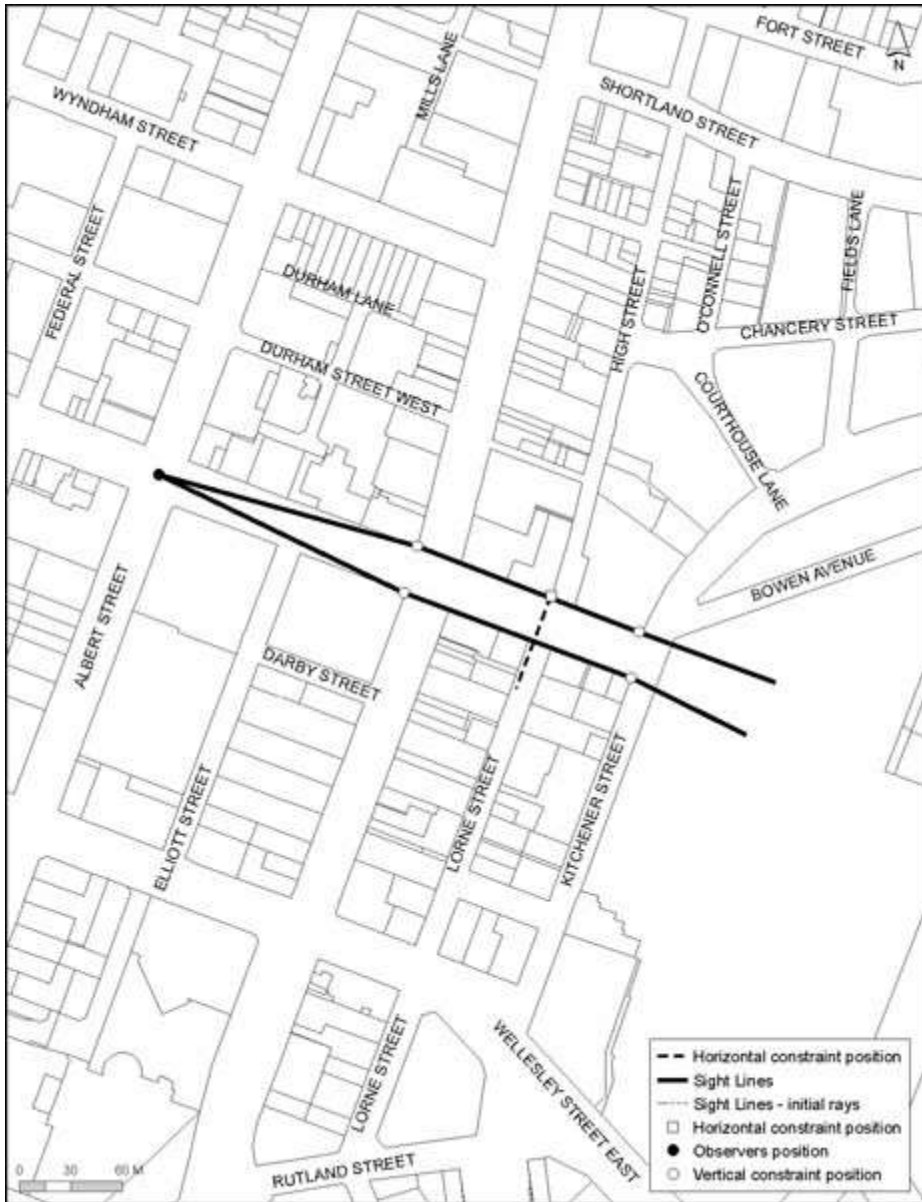 FORT STREET
N
MILLS LANE
SHORTLAND STREET
WYNDHAM STREET
O'CONNELL STREET
FIELDS LANE
FEDERAL STREET
DURHAM LANE
HIGH STREET
CHANCERY STREET
DURHAM STREET WEST
COURTHOUSE LANE
BOWEN AVENUE
ALBERT STREET
DARBY STREET
ELLIOTT STREET
LORNE STREET
KITCHENER STREET
LORNE STREET
WELLESLEY STREET EAST
RUTLAND STREET
0 30 60 M
Horizontal constraint position
Sight Lines
Sight Lines - initial rays
Horizontal constraint position
Observers position
Vertical constraint position